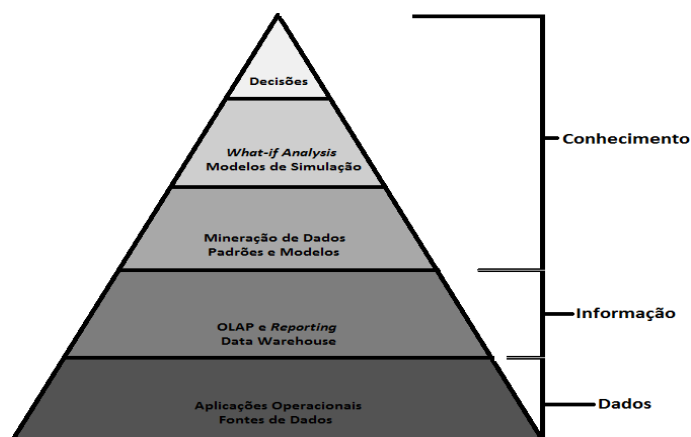 Decisões
What-if Analysis
Modelos de Simulação
Conhecimento
Mineração de Dados
Padrões e Modelos
OLAP e Reporting
Data Warehouse
Informação
Aplicações Operacionais
Fontes de Dados
Dados